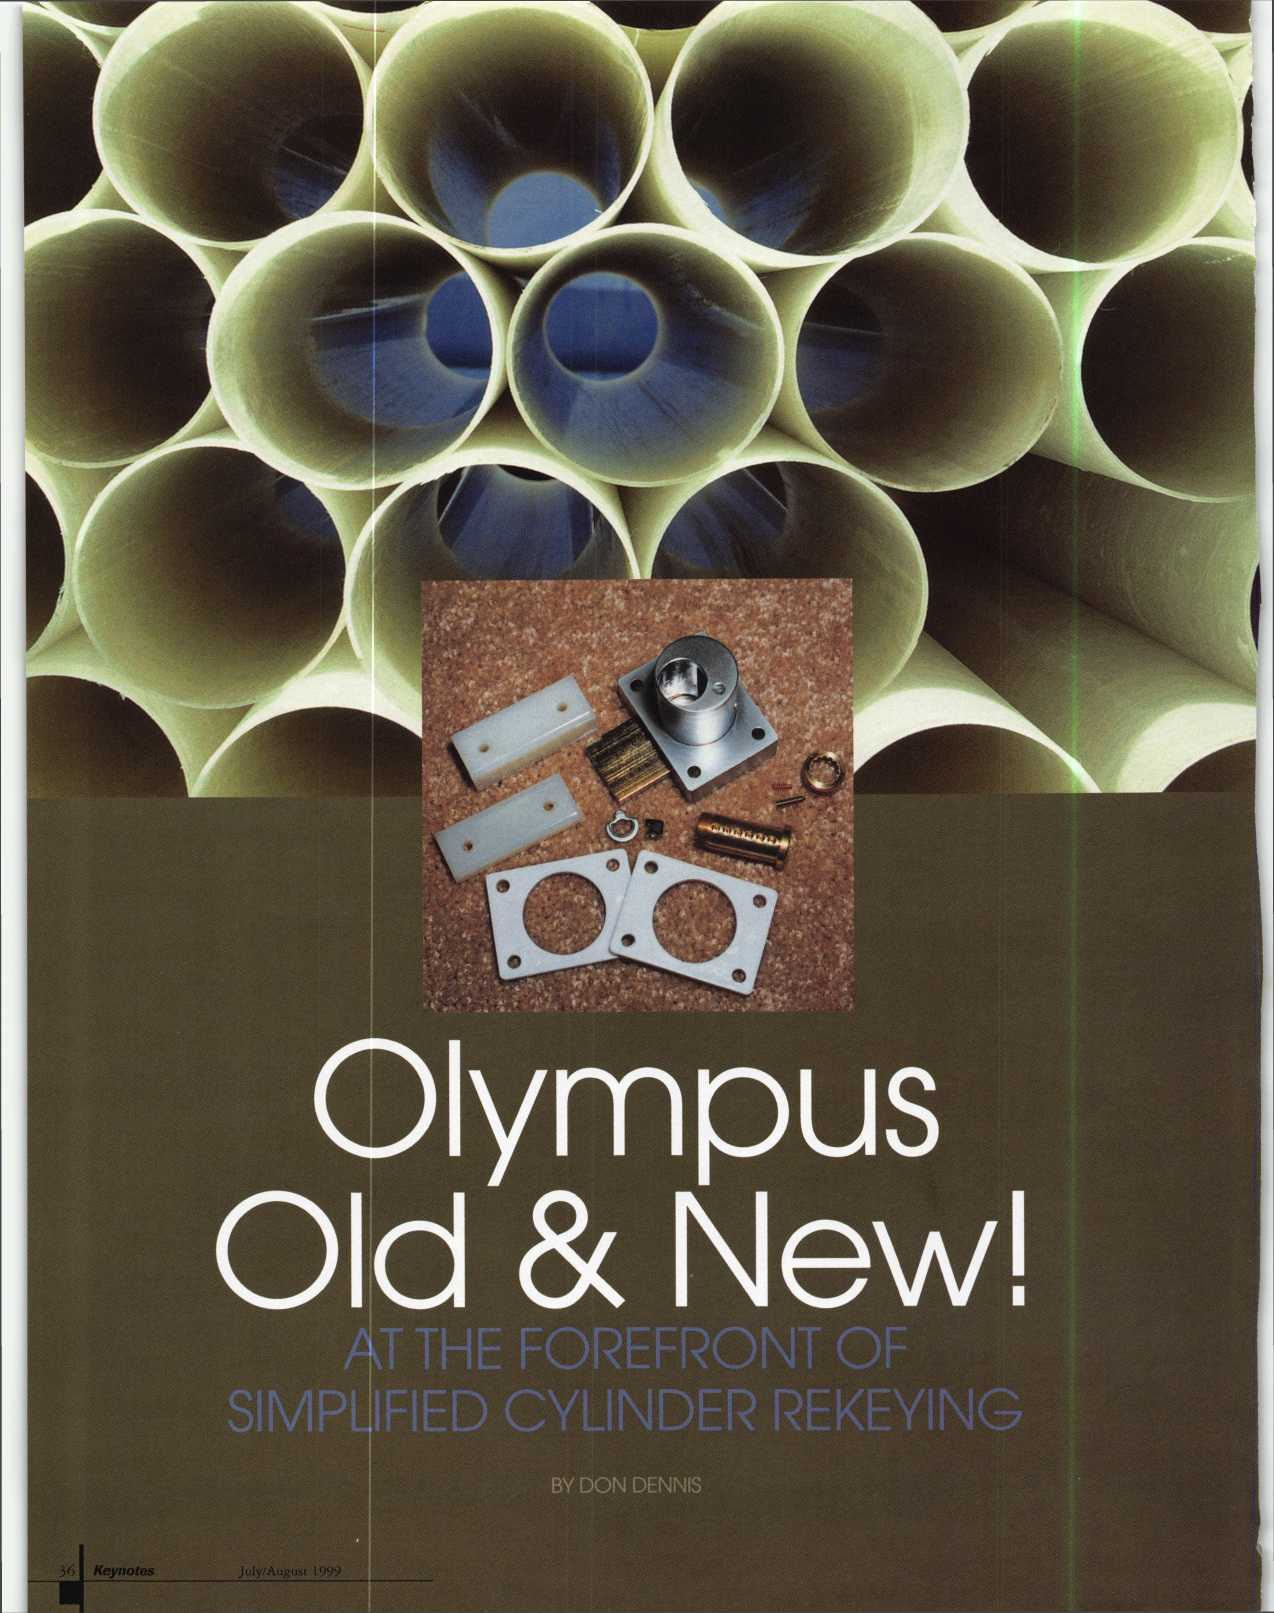 Olympus
Old & New!
AT THE FOREFRONT OF
SIMPLIFIED CYLINDER REKEYING
BY DON DENNIS
36 Keynotes July/August 1999